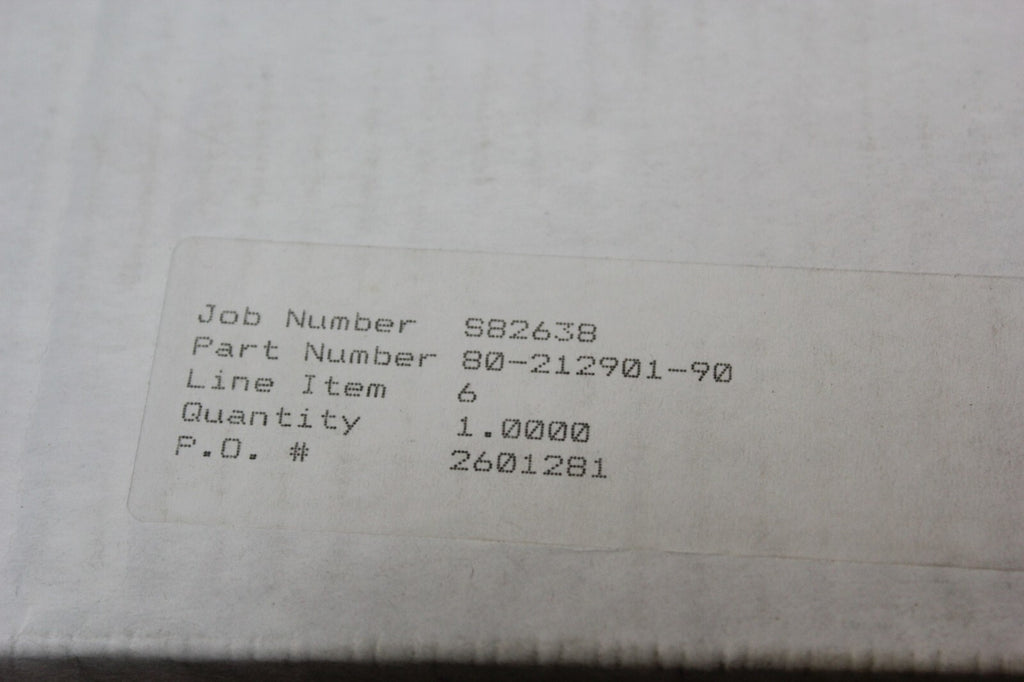 Job Number S82638
Part Number 80-212901-90
Line Item 6
Quantity 1.0000
P.O. # 2601281